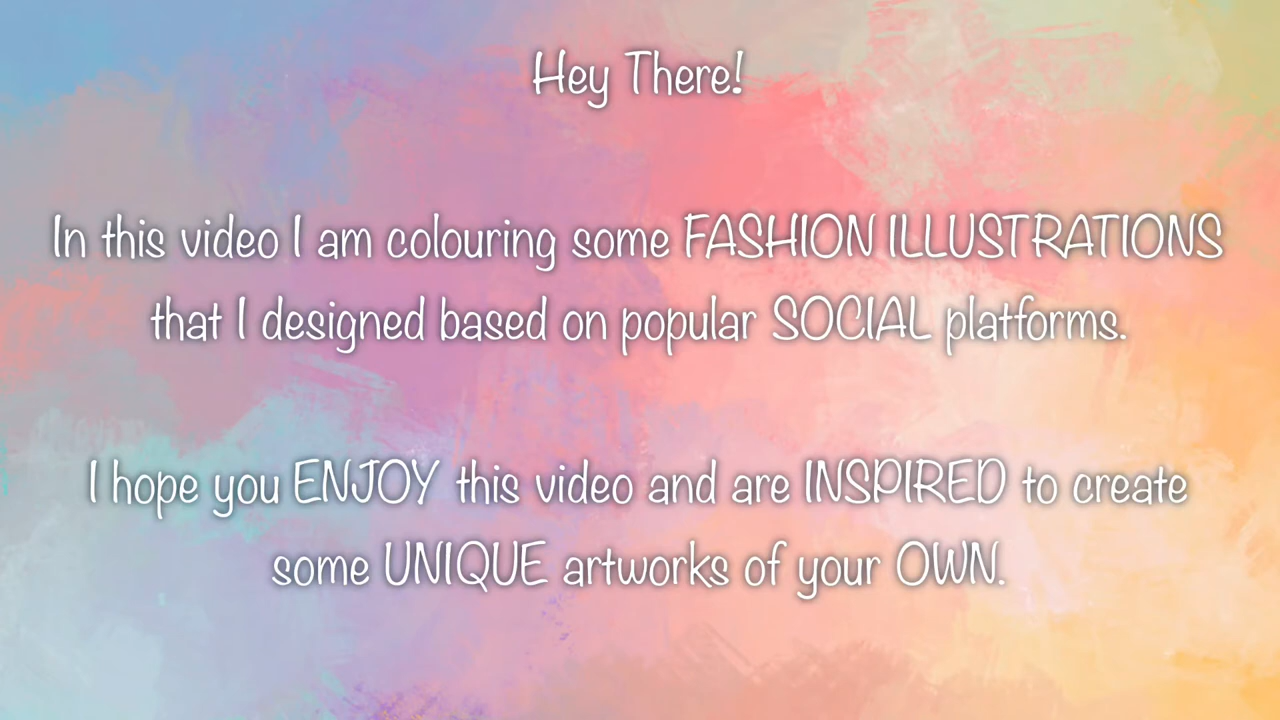 Hey There!
In this video I am colouring some FASHION ILLUSTRATIONS
that I designed based on popular SOCIAL platforms.
I hope you ENJOY this video and are INSPIRED to create
some UNIQUE artworks of your OWN.